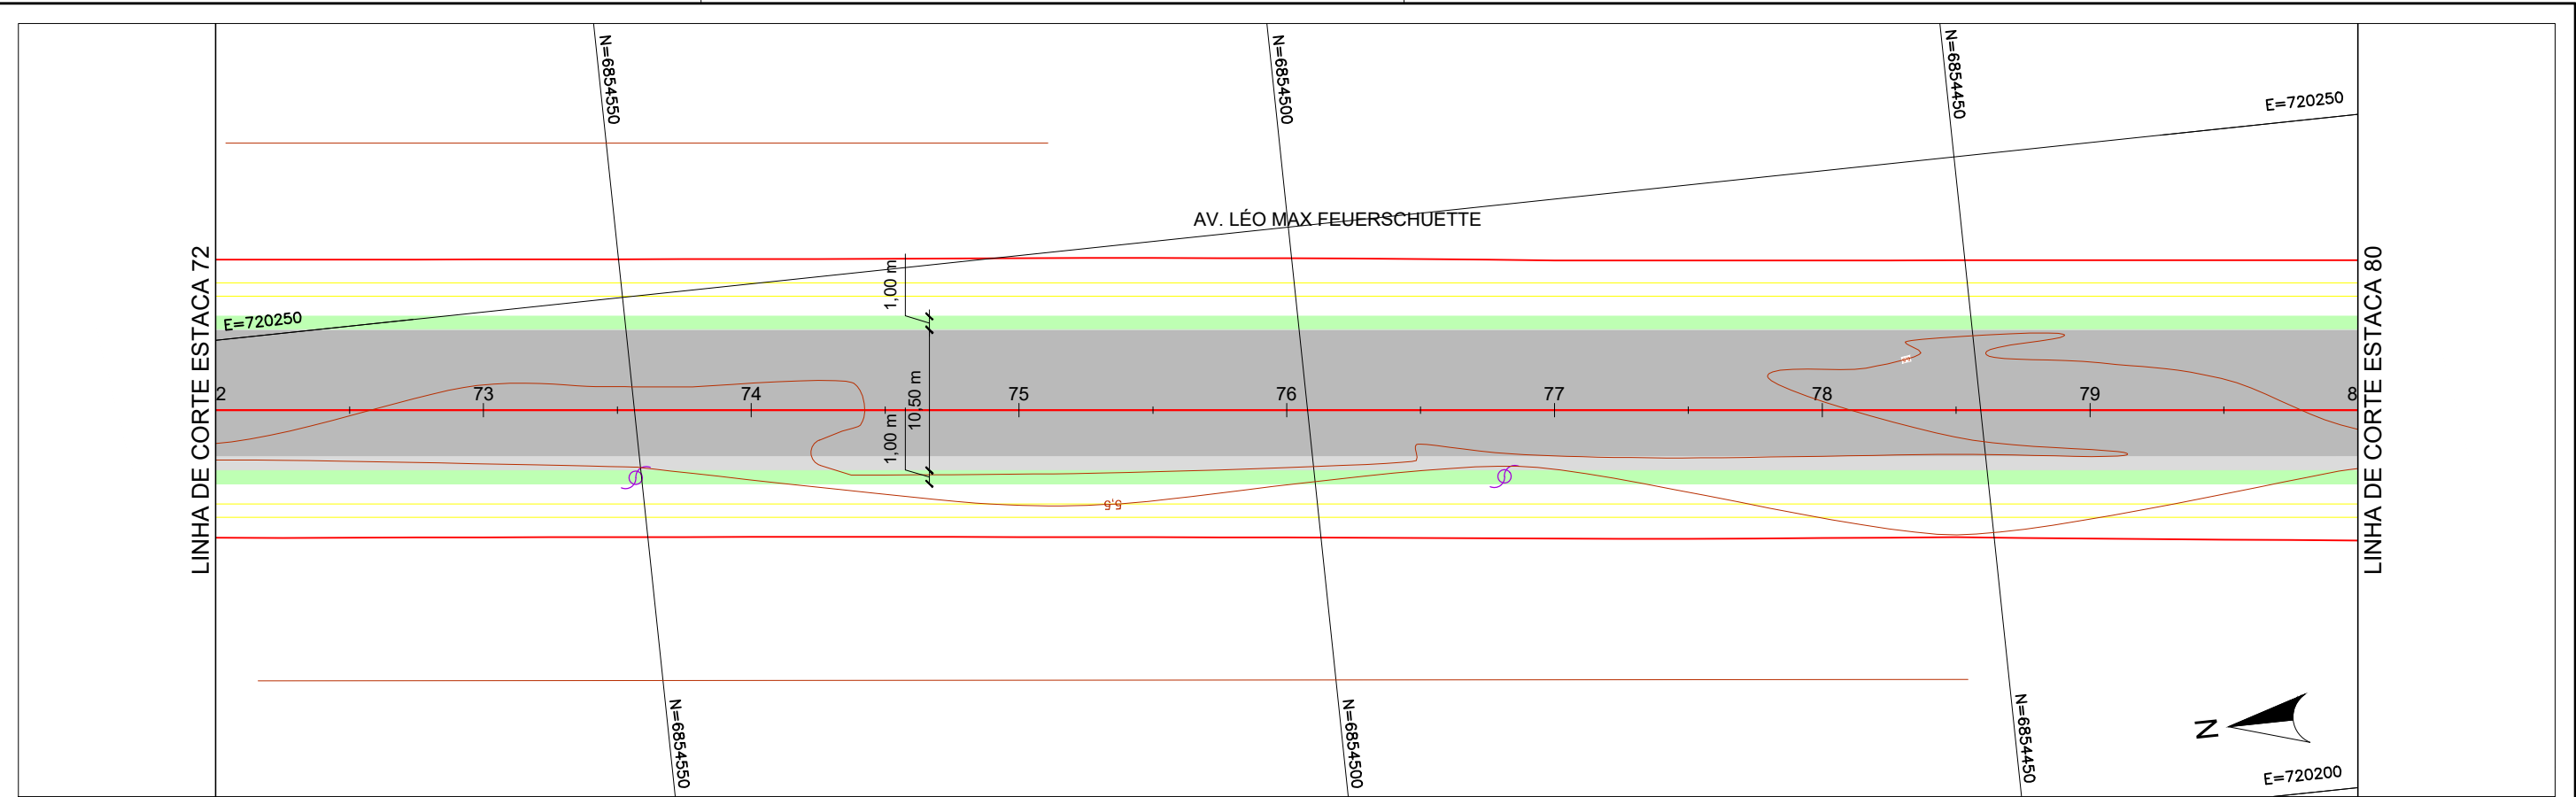 N=6854550
N=6854500
N=6854450
E=720250
AV. LÉO MAX FEUERSCHUETTE
LINHA DE CORTE ESTACA 72
LINHA DE CORTE ESTACA 80
1,00 m
E=720250
2
73
74
75
76
77
78
79
8
10,50 m
1,00 m
5,5
N=6854550
N=6854500
N=6854450
N
E=720200